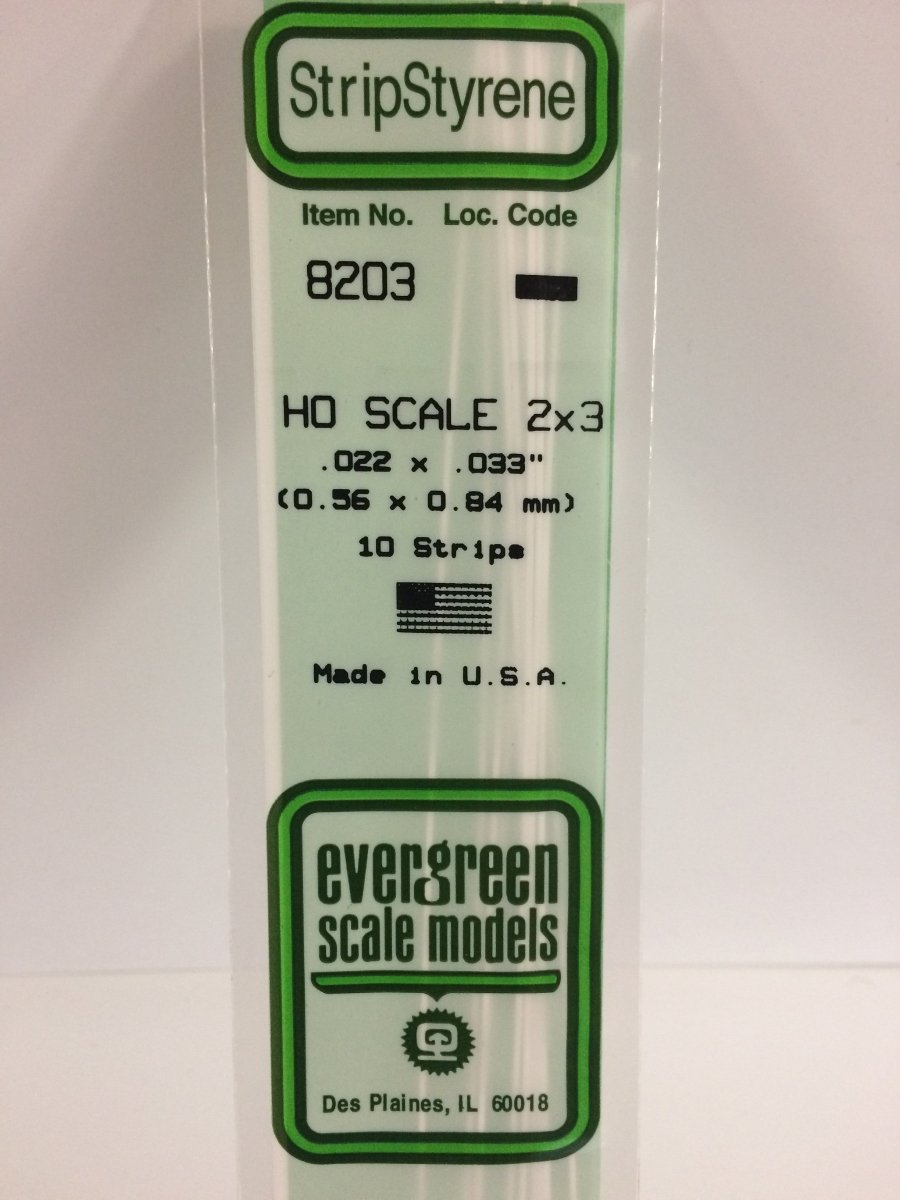 StripStyrene
Item No. Loc. Code
8203
HO SCALE 2x3
.022 x .033"
(0.56 x 0.84 mm)
10 Strips
Made in U.S.A.
evergreen
scale models
Des Plaines, IL 60018